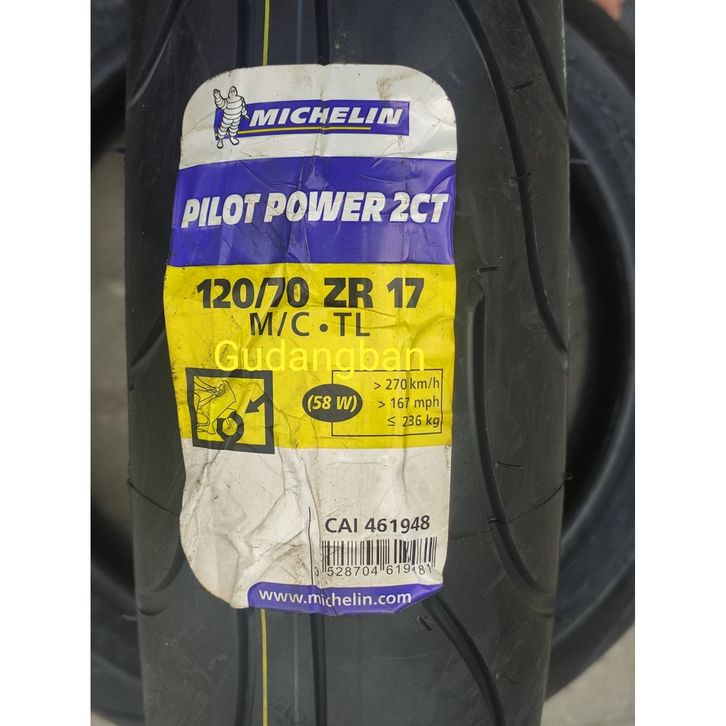 MICHELIN
PILOT POWER 2CT
120/70 ZR 17
M/C • TL
Gudangban
(58 W)
> 270 km/h
> 167 mph
≤ 236 kg
CAI 461948
3 528704 619481
www.michelin.com